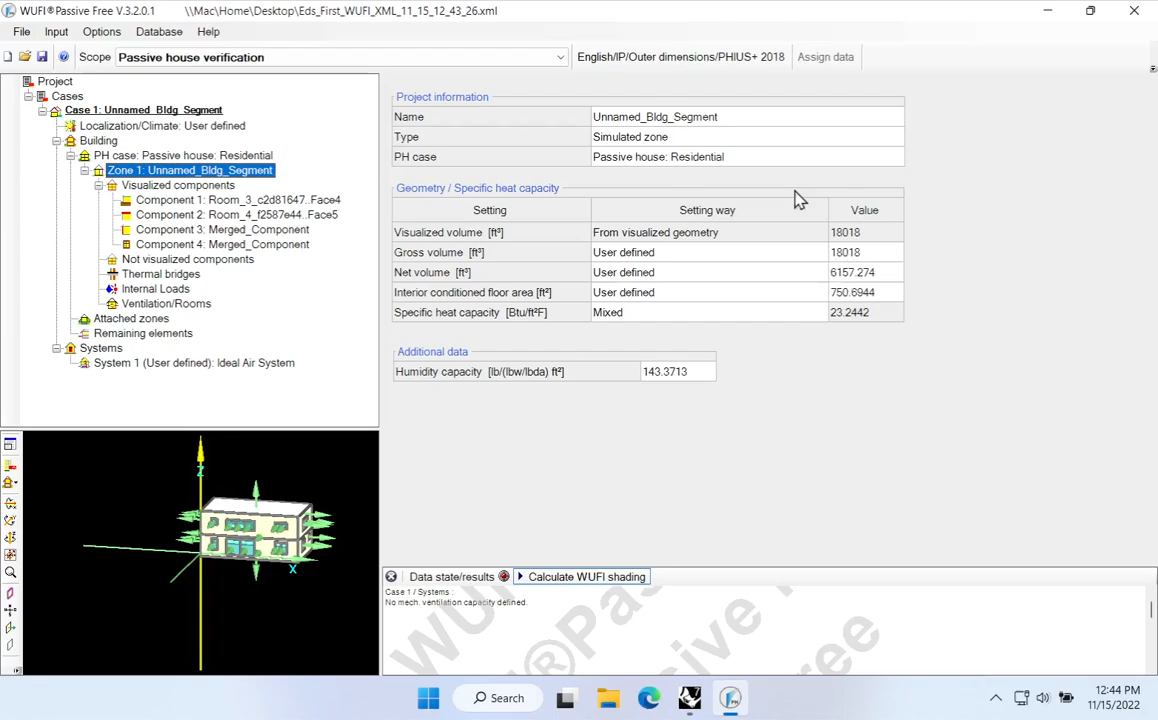 WUFI®Passive Free V.3.2.0.1 \\Mac\Home\Desktop\Eds_First_WUFI_XML_11_15_12_43_26.xml
File Input Options Database Help
Scope Passive house verification English/IP/Outer dimensions/PHIUS+ 2018 Assign data
Project
Cases
Case 1: Unnamed_Bldg_Segment
Localization/Climate: User defined
Building
PH case: Passive house: Residential
Zone 1: Unnamed_Bldg_Segment
Visualized components
Component 1: Room_3_c2d81647..Face4
Component 2: Room_4_f2587e44..Face5
Component 3: Merged_Component
Component 4: Merged_Component
Not visualized components
Thermal bridges
Internal Loads
Ventilation/Rooms
Attached zones
Remaining elements
Systems
System 1 (User defined): Ideal Air System
Z
X
Project information
Name Unnamed_Bldg_Segment
Type Simulated zone
PH case Passive house: Residential
Geometry / Specific heat capacity
Setting Setting way Value
Visualized volume [ft³] From visualized geometry 18018
Gross volume [ft³] User defined 18018
Net volume [ft³] User defined 6157.274
Interior conditioned floor area [ft²] User defined 750.6944
Specific heat capacity [Btu/ft²F] Mixed 23.2442
Additional data
Humidity capacity [lb/(lbw/lbda) ft²] 143.3713
Data state/results Calculate WUFI shading
Case 1 / Systems :
No mech. ventilation capacity defined.
WUFI®Passive Free
Search
12:44 PM
11/15/2022